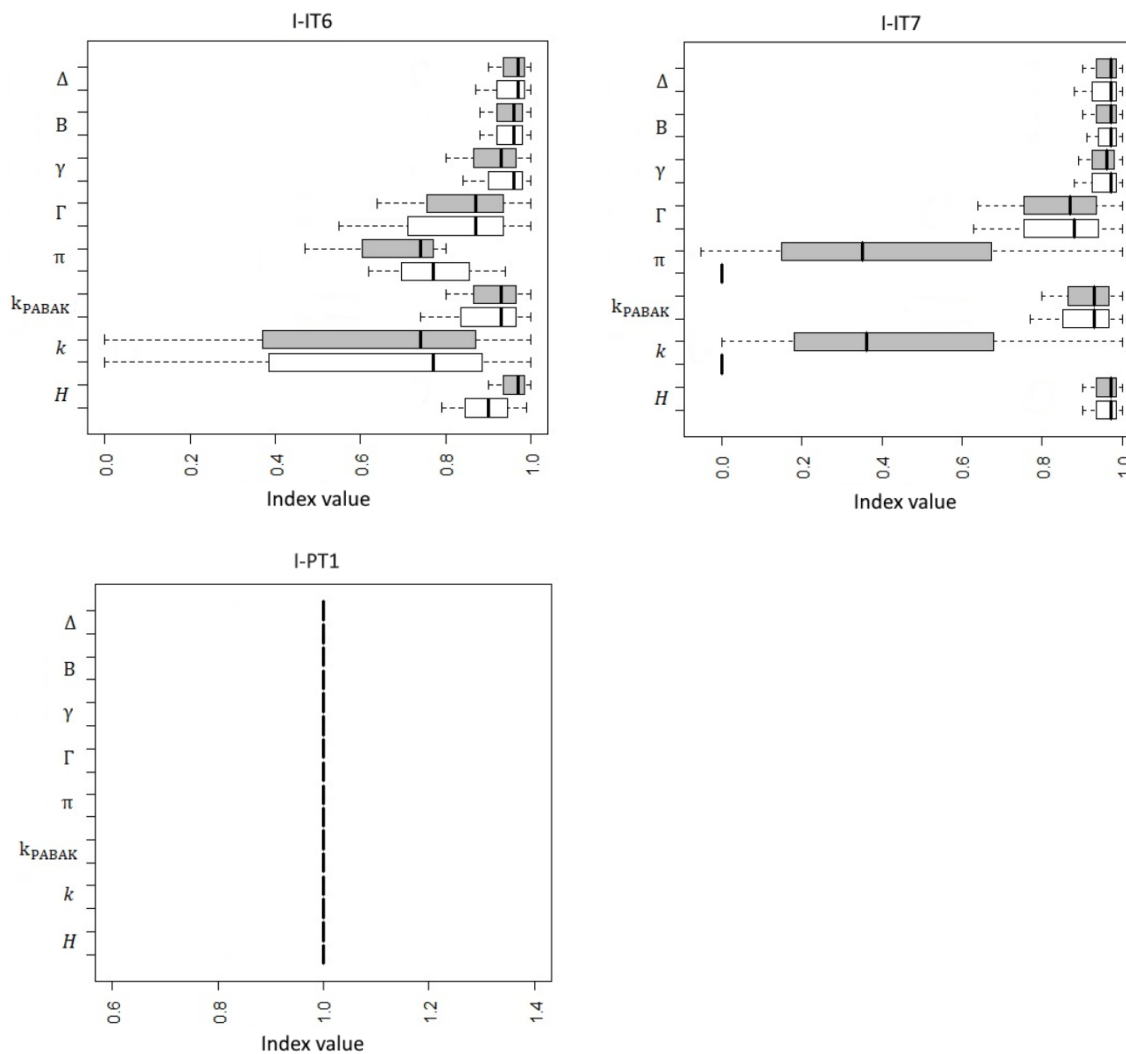 I-IT6
Δ
B
γ
Γ
π
kPABAK
k
H
0.0 0.2 0.4 0.6 0.8 1.0
Index value
I-IT7
Δ
B
γ
Γ
π
kPABAK
k
H
0.0 0.2 0.4 0.6 0.8 1.0
Index value
I-PT1
Δ
B
γ
Γ
π
kPABAK
k
H
0.6 0.8 1.0 1.2 1.4
Index value